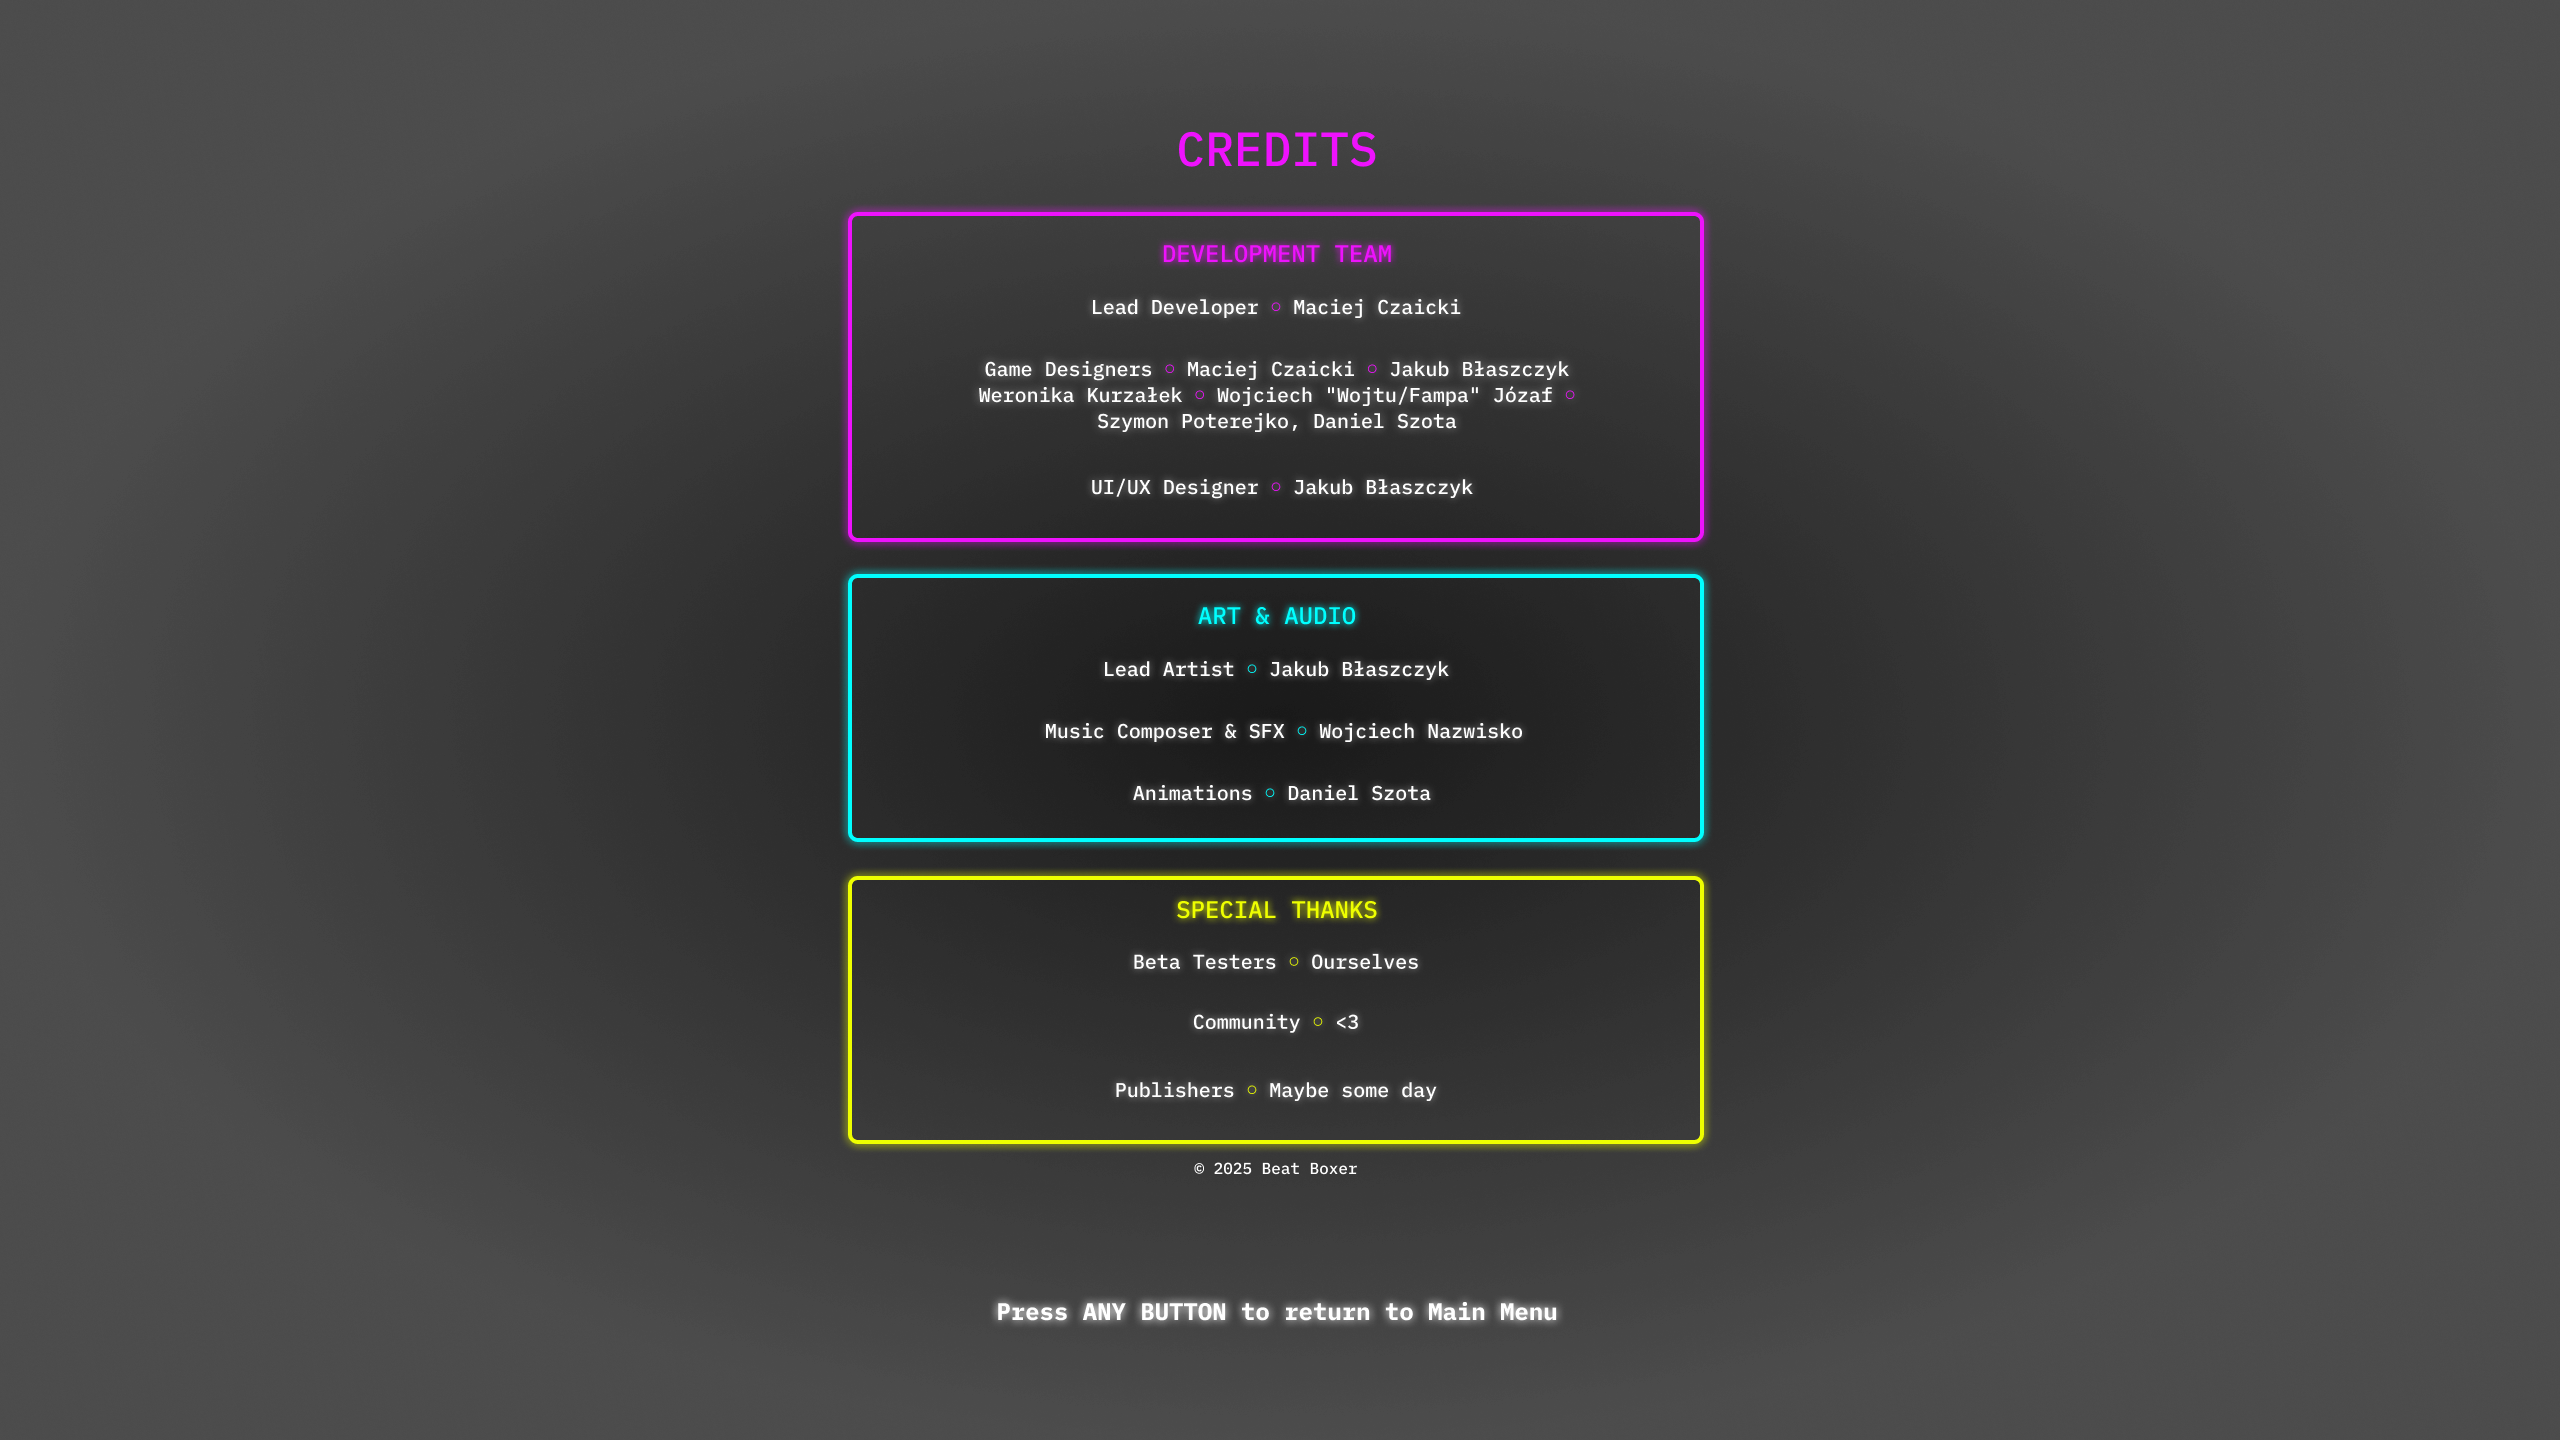 CREDITS
DEVELOPMENT TEAM
Lead Developer ○ Maciej Czaicki
Game Designers ○ Maciej Czaicki ○ Jakub Błaszczyk
Weronika Kurzałek ○ Wojciech "Wojtu/Fampa" Józaf ○
Szymon Poterejko, Daniel Szota
UI/UX Designer ○ Jakub Błaszczyk
ART & AUDIO
Lead Artist ○ Jakub Błaszczyk
Music Composer & SFX ○ Wojciech Nazwisko
Animations ○ Daniel Szota
SPECIAL THANKS
Beta Testers ○ Ourselves
Community ○ <3
Publishers ○ Maybe some day
© 2025 Beat Boxer
Press ANY BUTTON to return to Main Menu